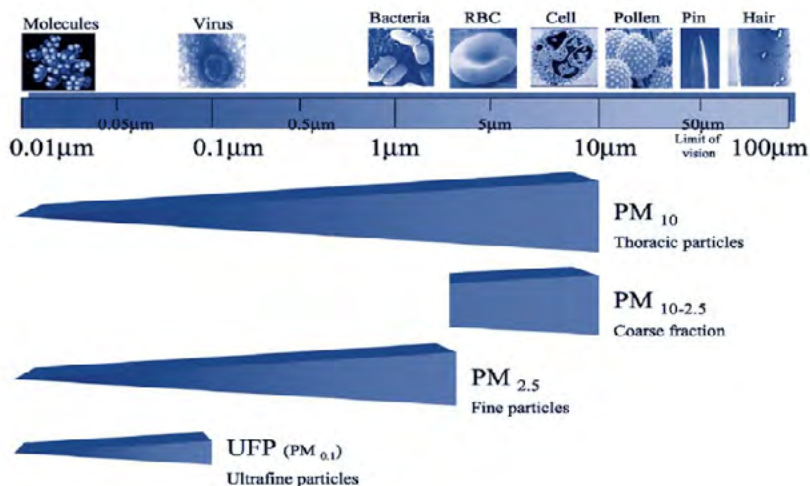 Molecules Virus Bacteria RBC Cell Pollen Pin Hair
0.05μm 0.5μm 5μm 50μm
0.01μm 0.1μm 1μm 10μm Limit of vision 100μm
PM 10
Thoracic particles
PM 10-2.5
Coarse fraction
PM 2.5
Fine particles
UFP (PM 0.1)
Ultrafine particles